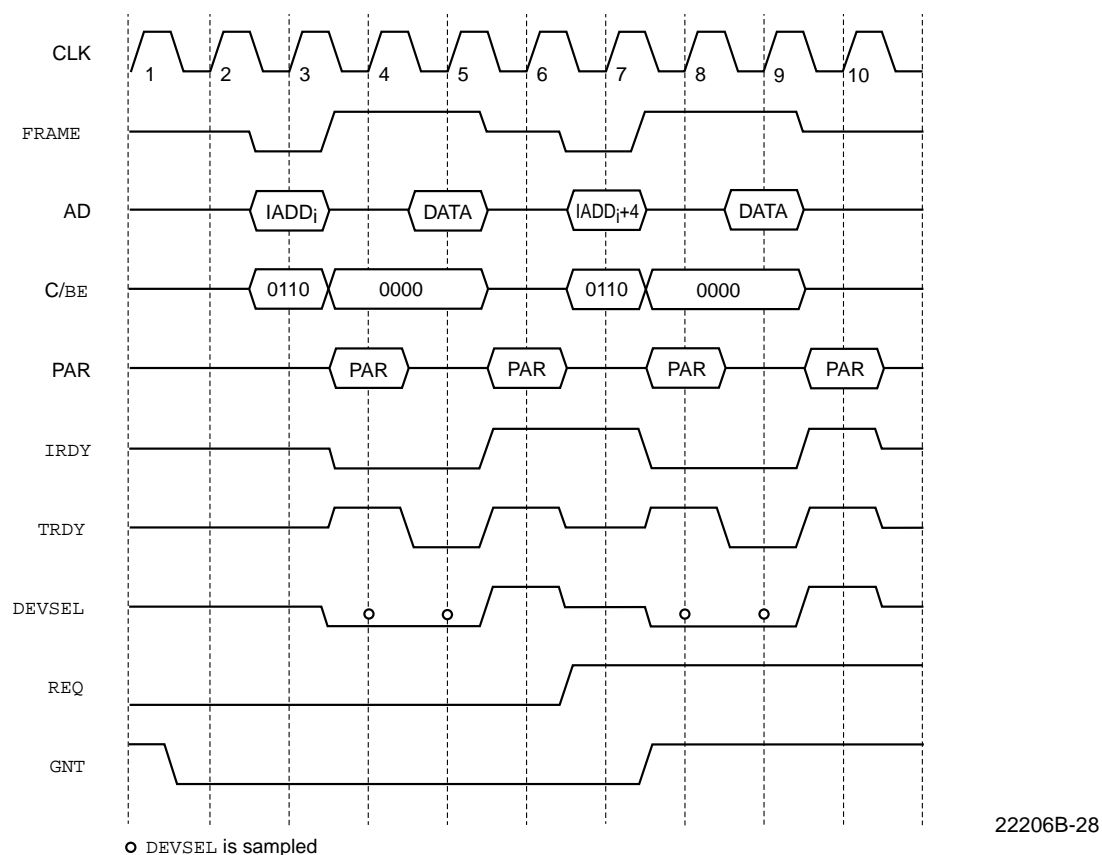 CLK
1 2 3 4 5 6 7 8 9 10
FRAME
AD
IADDi DATA IADDi+4 DATA
C/BE
0110 0000 0110 0000
PAR
PAR PAR PAR PAR
IRDY
TRDY
DEVSEL
REQ
GNT
22206B-28
DEVSEL is sampled